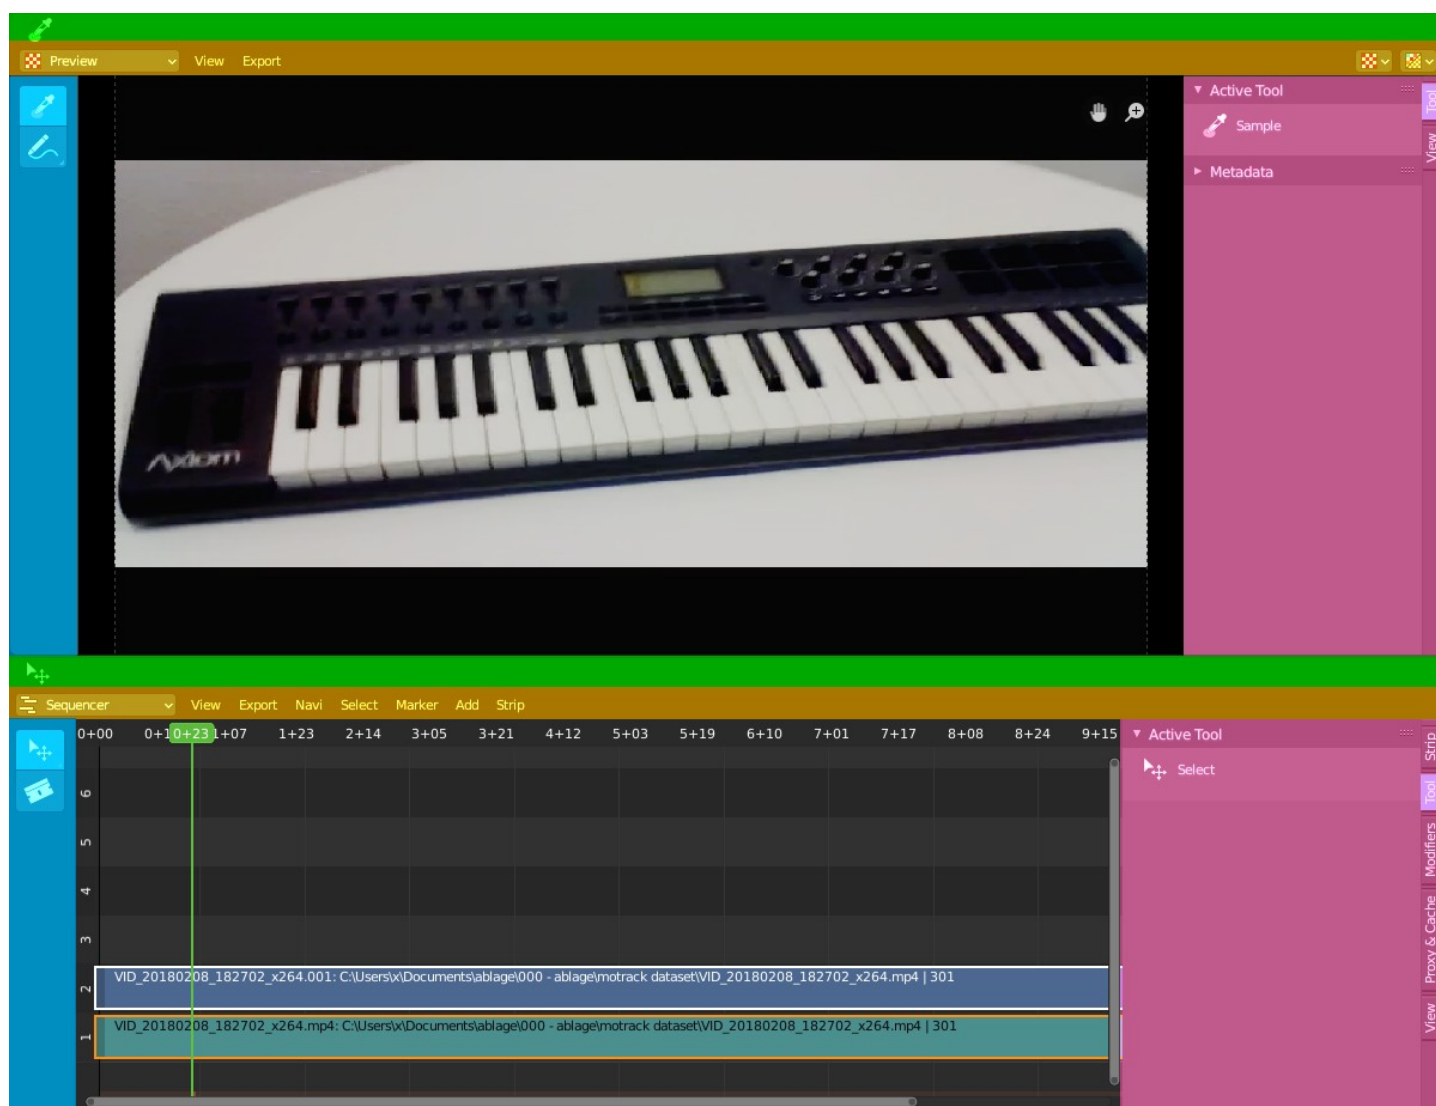 Preview View Export
Active Tool
Tool
Sample
View
Metadata
Axiom
Sequencer View Export Navi Select Marker Add Strip
0+00 0+1 0+23 1+07 1+23 2+14 3+05 3+21 4+12 5+03 5+19 6+10 7+01 7+17 8+08 8+24 9+15
Active Tool
Strip
Select
Tool
6
5
Modifiers
4
3
Proxy & Cache
2
VID_20180208_182702_x264.001: C:\Users\x\Documents\ablage\000 - ablage\motrack dataset\VID_20180208_182702_x264.mp4 | 301
View
1
VID_20180208_182702_x264.mp4: C:\Users\x\Documents\ablage\000 - ablage\motrack dataset\VID_20180208_182702_x264.mp4 | 301